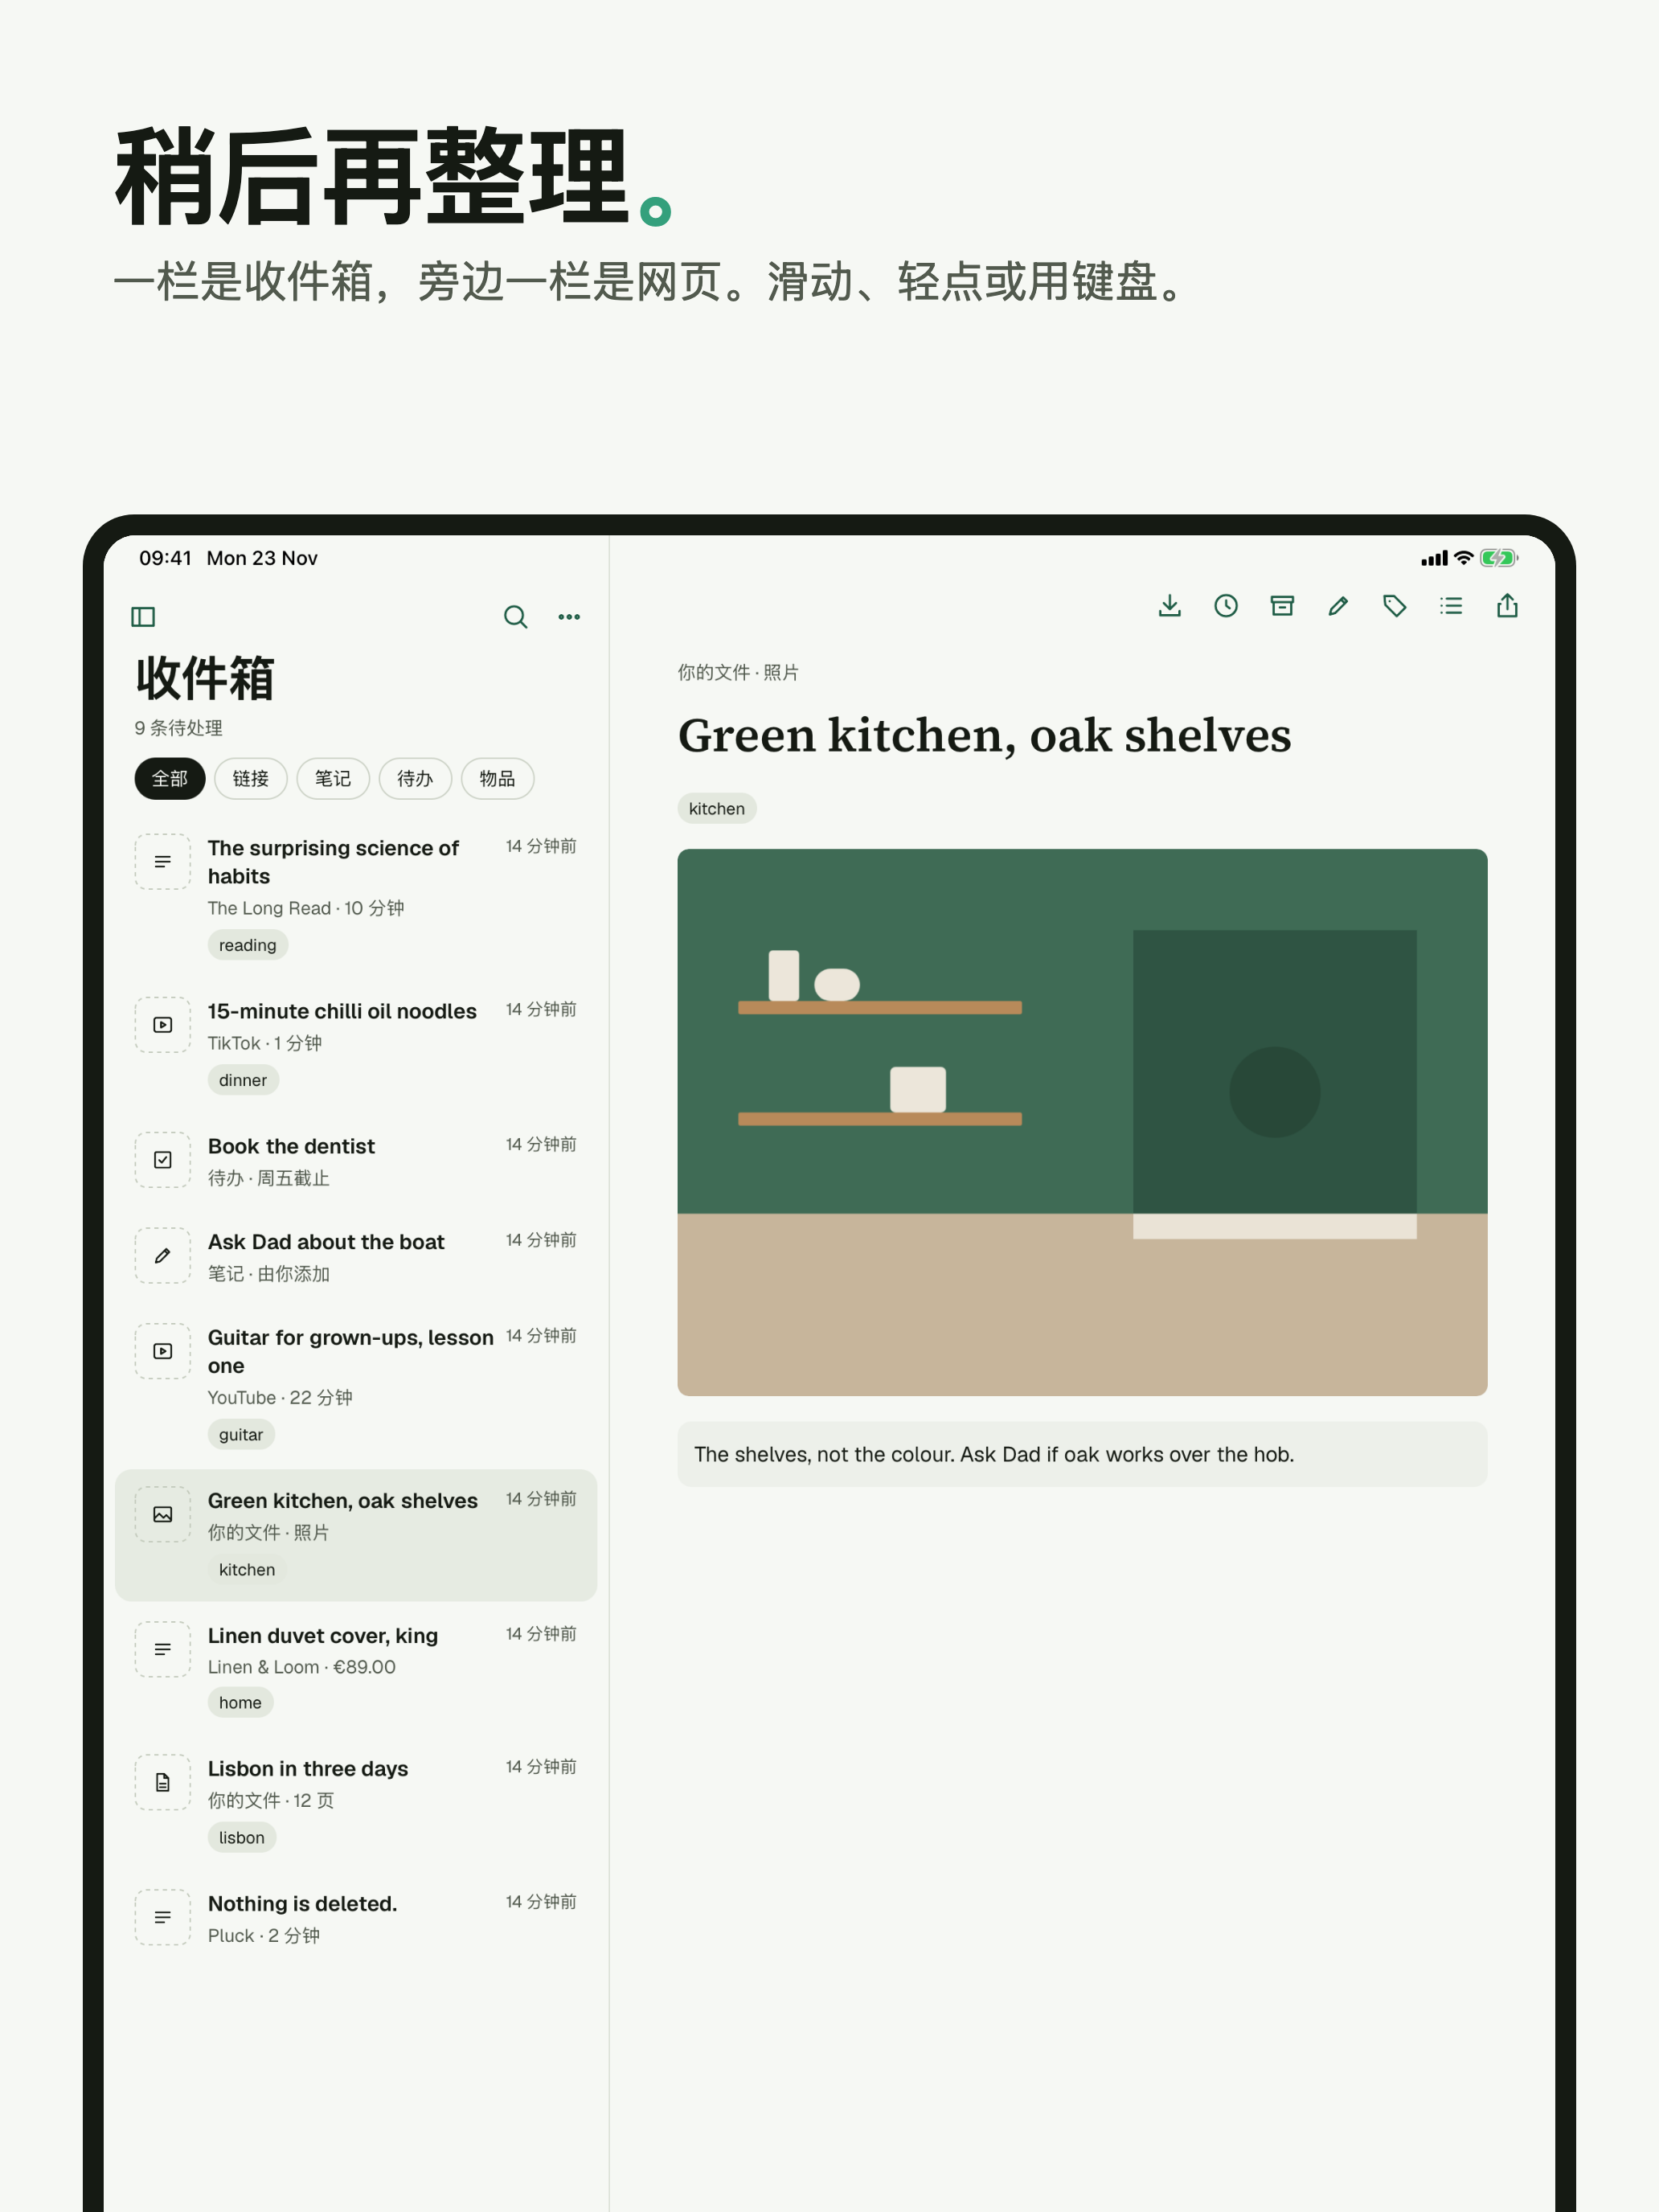 稍后再整理。
一栏是收件箱，旁边一栏是网页。滑动、轻点或用键盘。
09:41 Mon 23 Nov
收件箱
9 条待处理
全部 链接 笔记 待办 物品
The surprising science of 14 分钟前
habits
The Long Read · 10 分钟
reading
15-minute chilli oil noodles 14 分钟前
TikTok · 1 分钟
dinner
Book the dentist 14 分钟前
待办 · 周五截止
Ask Dad about the boat 14 分钟前
笔记 · 由你添加
Guitar for grown-ups, lesson 14 分钟前
one
YouTube · 22 分钟
guitar
Green kitchen, oak shelves 14 分钟前
你的文件 · 照片
kitchen
Linen duvet cover, king 14 分钟前
Linen & Loom · €89.00
home
Lisbon in three days 14 分钟前
你的文件 · 12 页
lisbon
Nothing is deleted. 14 分钟前
Pluck · 2 分钟
你的文件 · 照片
Green kitchen, oak shelves
kitchen
The shelves, not the colour. Ask Dad if oak works over the hob.